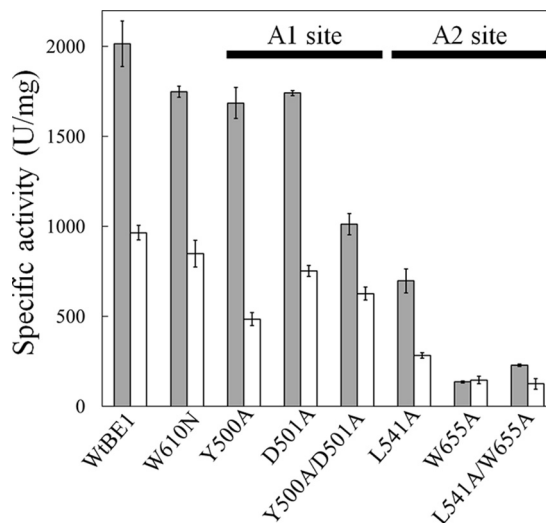 A1 site A2 site
Specific activity (U/mg)
2000
1500
1000
500
0
WtBE1
W610N
Y500A
D501A
Y500A/D501A
L541A
W655A
L541A/W655A